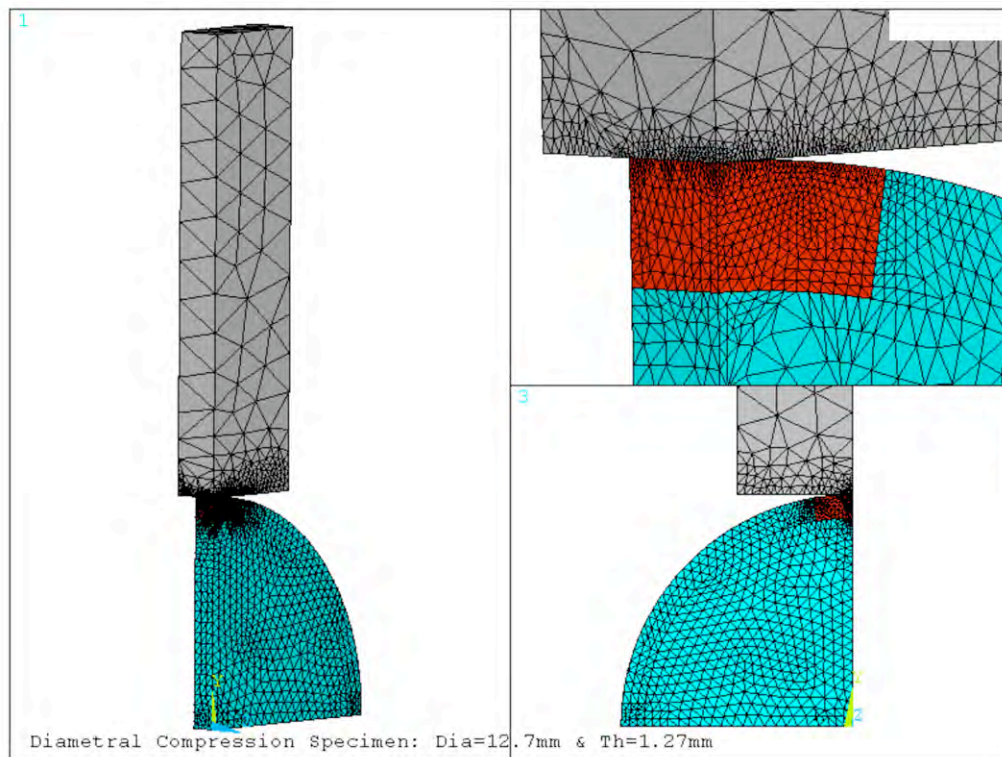 1
3
Y
Y
Z
Diametral Compression Specimen: Dia=12.7mm & Th=1.27mm